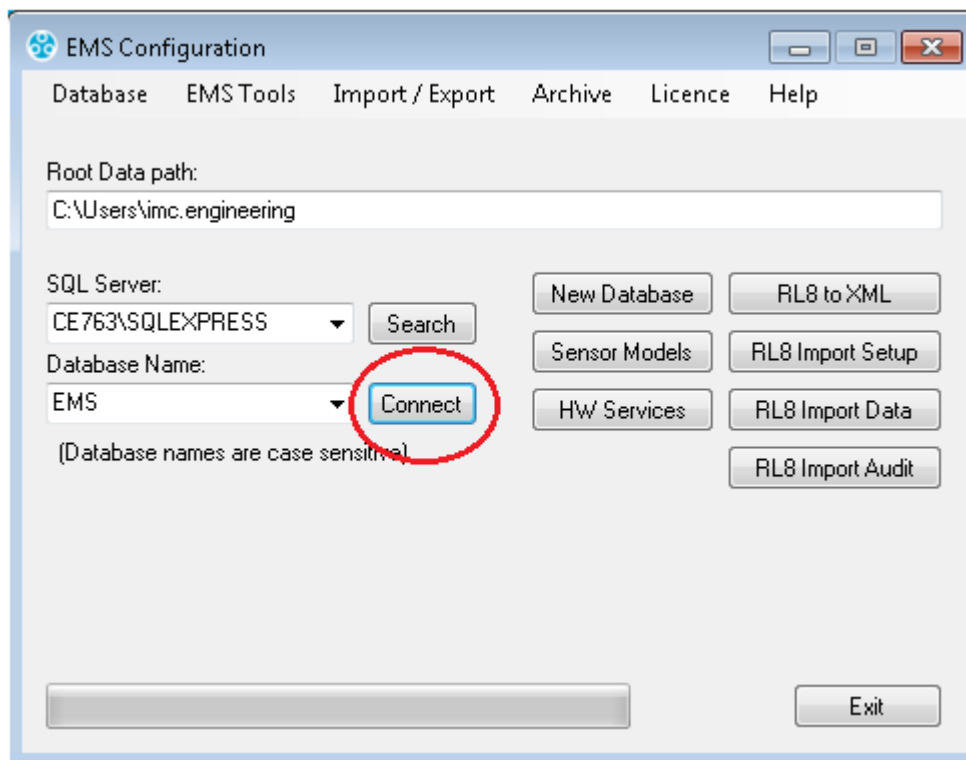 EMS Configuration
Database EMS Tools Import / Export Archive Licence Help
Root Data path:
C:\Users\imc.engineering
SQL Server:
CE763\SQLEXPRESS
Search
Database Name:
EMS
Connect
(Database names are case sensitive)
New Database
RL8 to XML
Sensor Models
RL8 Import Setup
HW Services
RL8 Import Data
RL8 Import Audit
Exit